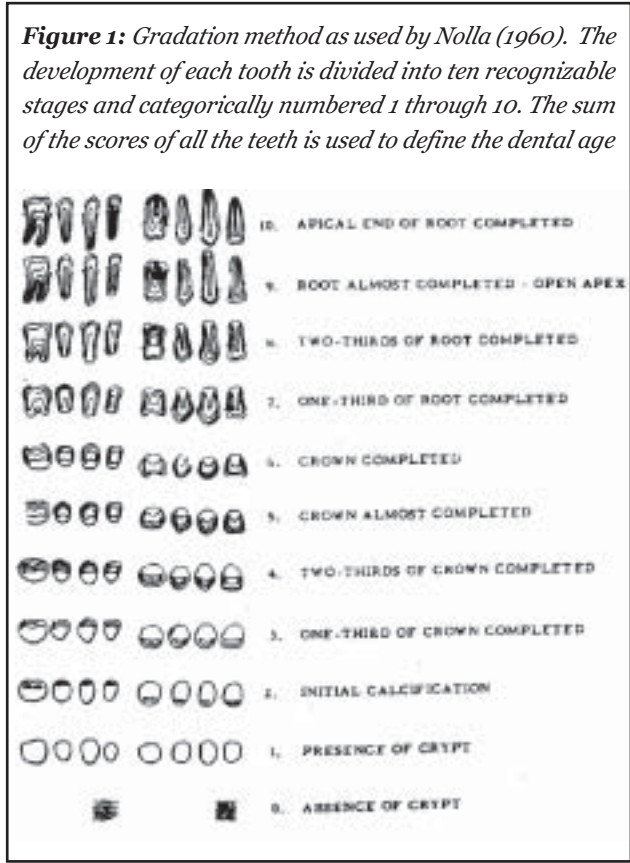 Figure 1: Gradation method as used by Nolla (1960). The
development of each tooth is divided into ten recognizable
stages and categorically numbered 1 through 10. The sum
of the scores of all the teeth is used to define the dental age
10. APICAL END OF ROOT COMPLETED
9. ROOT ALMOST COMPLETED - OPEN APEX
8. TWO-THIRDS OF ROOT COMPLETED
7. ONE-THIRD OF ROOT COMPLETED
6. CROWN COMPLETED
5. CROWN ALMOST COMPLETED
4. TWO-THIRDS OF CROWN COMPLETED
3. ONE-THIRD OF CROWN COMPLETED
2. INITIAL CALCIFICATION
1. PRESENCE OF CRYPT
0. ABSENCE OF CRYPT